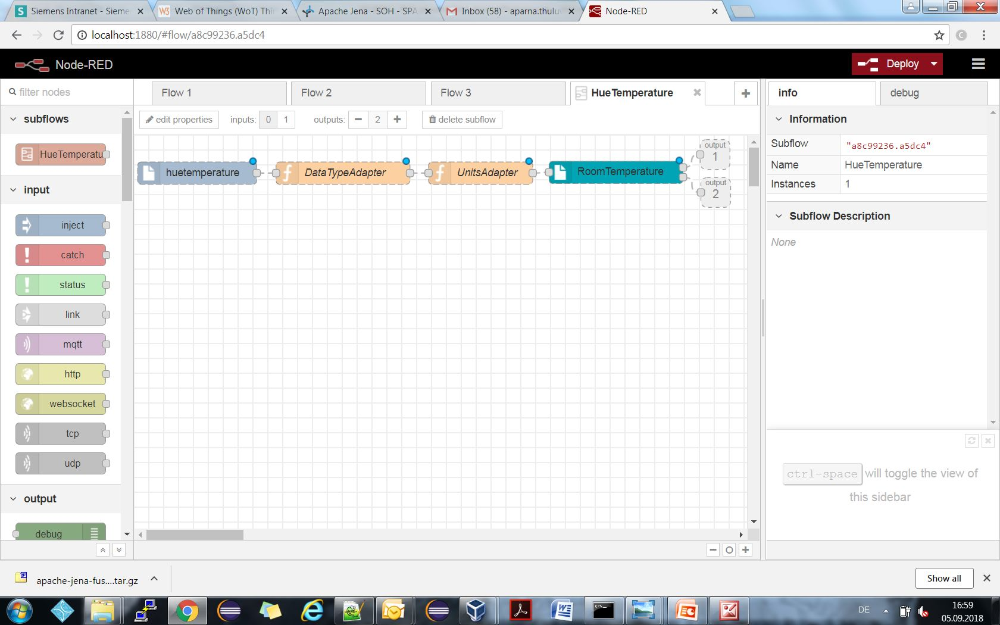 Siemens Intranet - Sieme
Web of Things (WoT) Thi
Apache Jena - SOH - SPA
Inbox (58) - aparna.thulu
Node-RED
localhost:1880/#flow/a8c99236.a5dc4
C
Node-RED
Deploy
filter nodes
Flow 1
Flow 2
Flow 3
HueTemperature
info
debug
edit properties
inputs: 0 1
outputs: 2
delete subflow
subflows
HueTemperatu
input
inject
catch
status
link
mqtt
http
websocket
tcp
udp
output
debug
huetemperature
DataTypeAdapter
UnitsAdapter
RoomTemperature
output
1
output
2
Information
Subflow "a8c99236.a5dc4"
Name HueTemperature
Instances 1
Subflow Description
None
ctrl-space will toggle the view of
this sidebar
apache-jena-fus....tar.gz
Show all
DE
16:59
05.09.2018